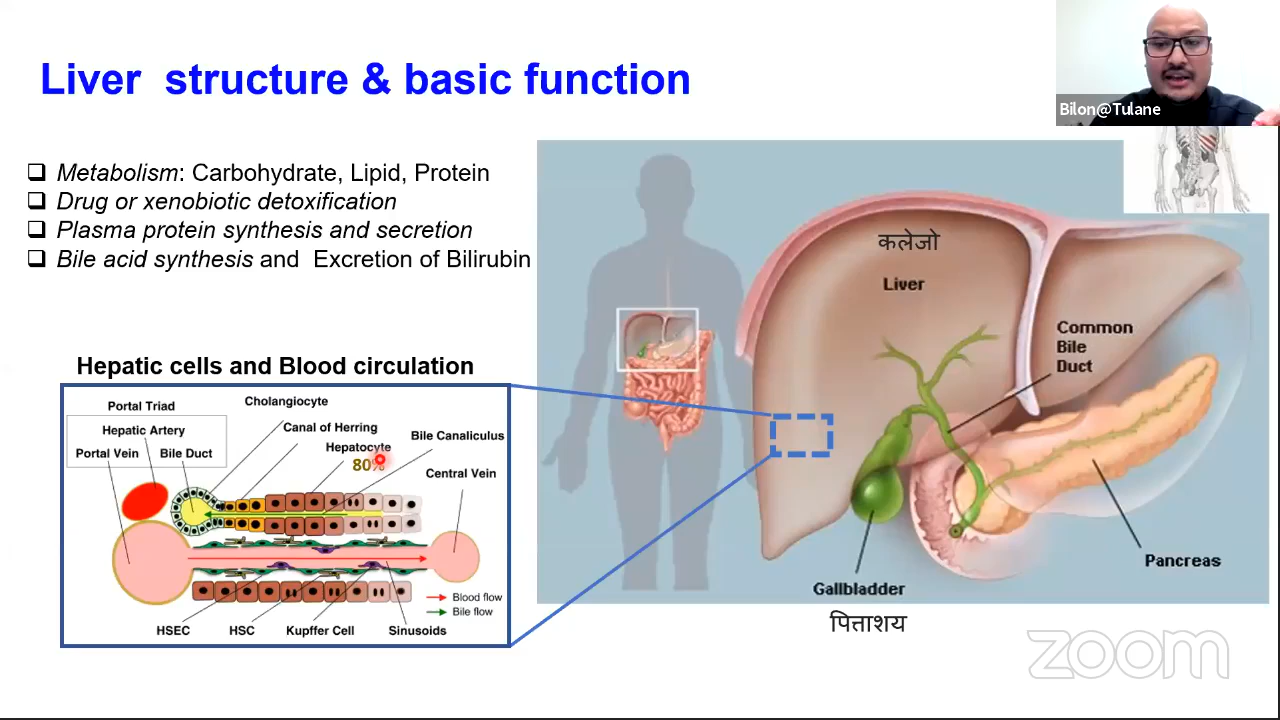 Liver structure & basic function
Bilon@Tulane
Metabolism: Carbohydrate, Lipid, Protein
Drug or xenobiotic detoxification
Plasma protein synthesis and secretion
Bile acid synthesis and Excretion of Bilirubin
कलेजो
Liver
Common
Bile
Duct
Pancreas
Gallbladder
पित्ताशय
Hepatic cells and Blood circulation
Portal Triad
Hepatic Artery
Portal Vein
Bile Duct
Cholangiocyte
Canal of Herring
Hepatocyte
80%
Bile Canaliculus
Central Vein
Blood flow
Bile flow
HSEC
HSC
Kupffer Cell
Sinusoids
zoom